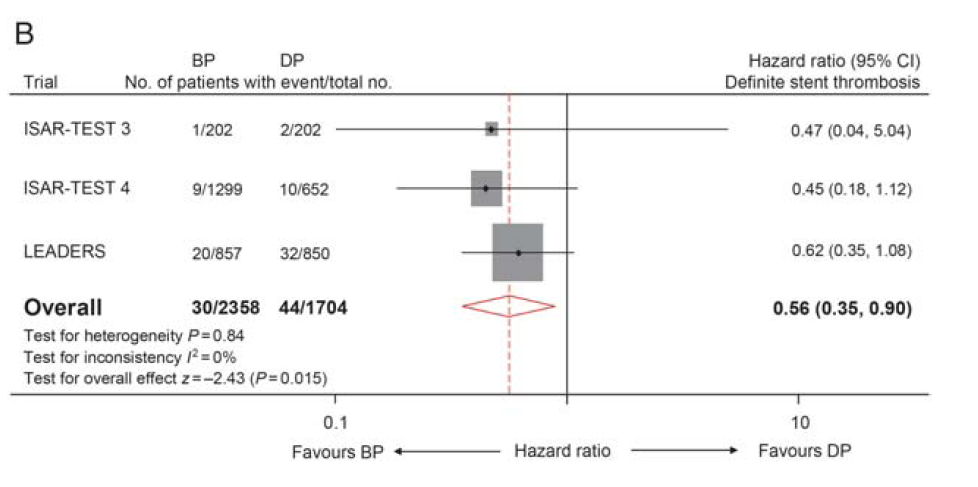 B
BP DP Hazard ratio (95% CI)
Trial No. of patients with event/total no. Definite stent thrombosis
ISAR-TEST 3 1/202 2/202 0.47 (0.04, 5.04)
ISAR-TEST 4 9/1299 10/652 0.45 (0.18, 1.12)
LEADERS 20/857 32/850 0.62 (0.35, 1.08)
Overall 30/2358 44/1704 0.56 (0.35, 0.90)
Test for heterogeneity P=0.84
Test for inconsistency I²=0%
Test for overall effect z=–2.43 (P=0.015)
0.1 10
Favours BP Hazard ratio Favours DP